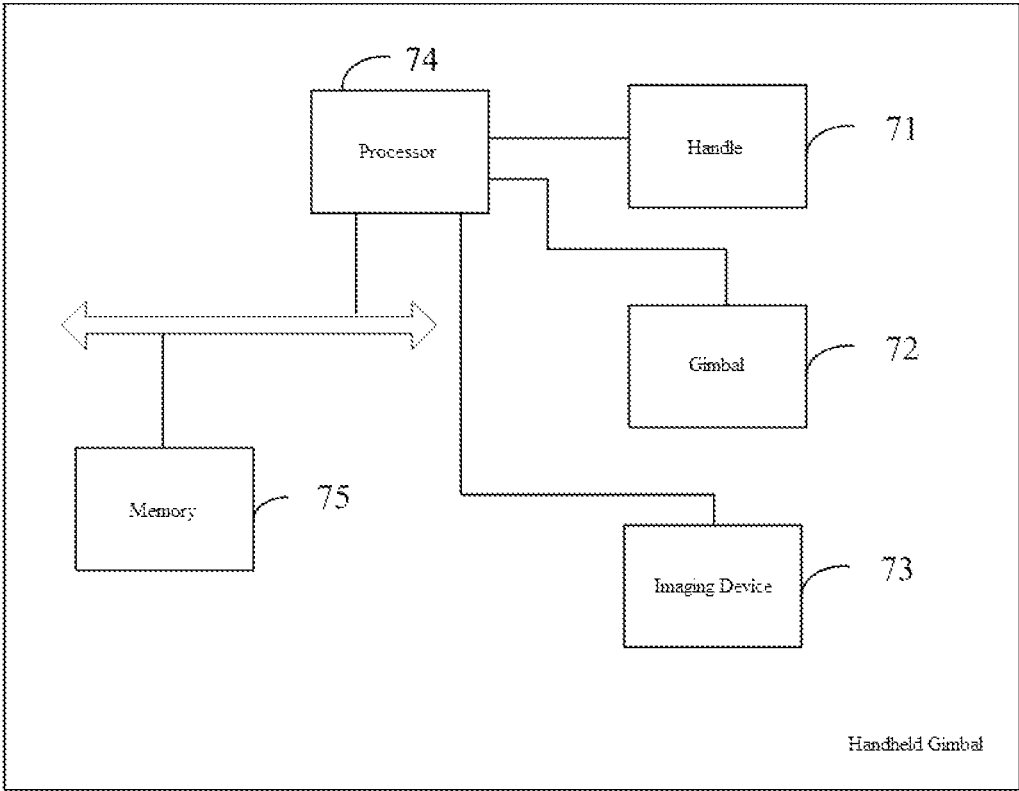 74
Processor
Handle
71
Gimbal
72
Memory
75
Imaging Device
73
Handheld Gimbal